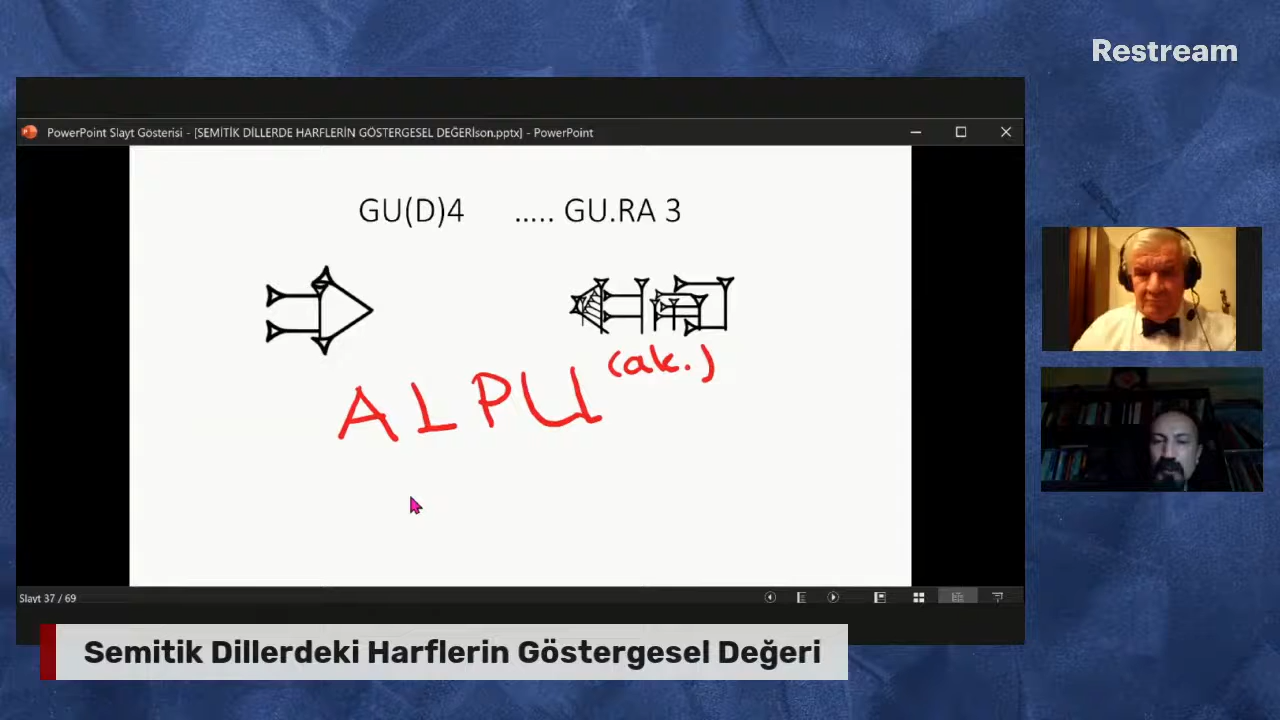 Restream
PowerPoint Slayt Gösterisi - [SEMİTİK DİLLERDE HARFLERİN GÖSTERGESEL DEĞERİson.pptx] - PowerPoint
GU(D)4 ..... GU.RA 3
ALPU (ak.)
Slayt 37 / 69
Semitik Dillerdeki Harflerin Göstergesel Değeri